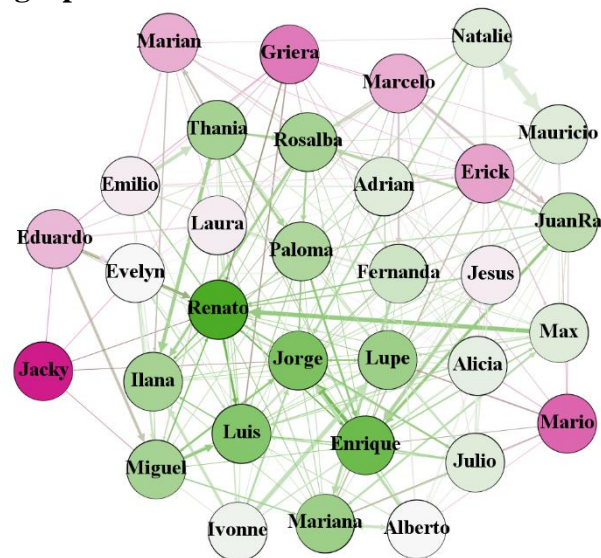 Marian
Griera
Natalie
Marcelo
Thania
Rosalba
Mauricio
Emilio
Adrian
Erick
Laura
JuanRa
Eduardo
Evelyn
Paloma
Fernanda
Jesus
Renato
Max
Jacky
Ilana
Jorge
Lupe
Alicia
Luis
Enrique
Mario
Miguel
Julio
Ivonne
Mariana
Alberto